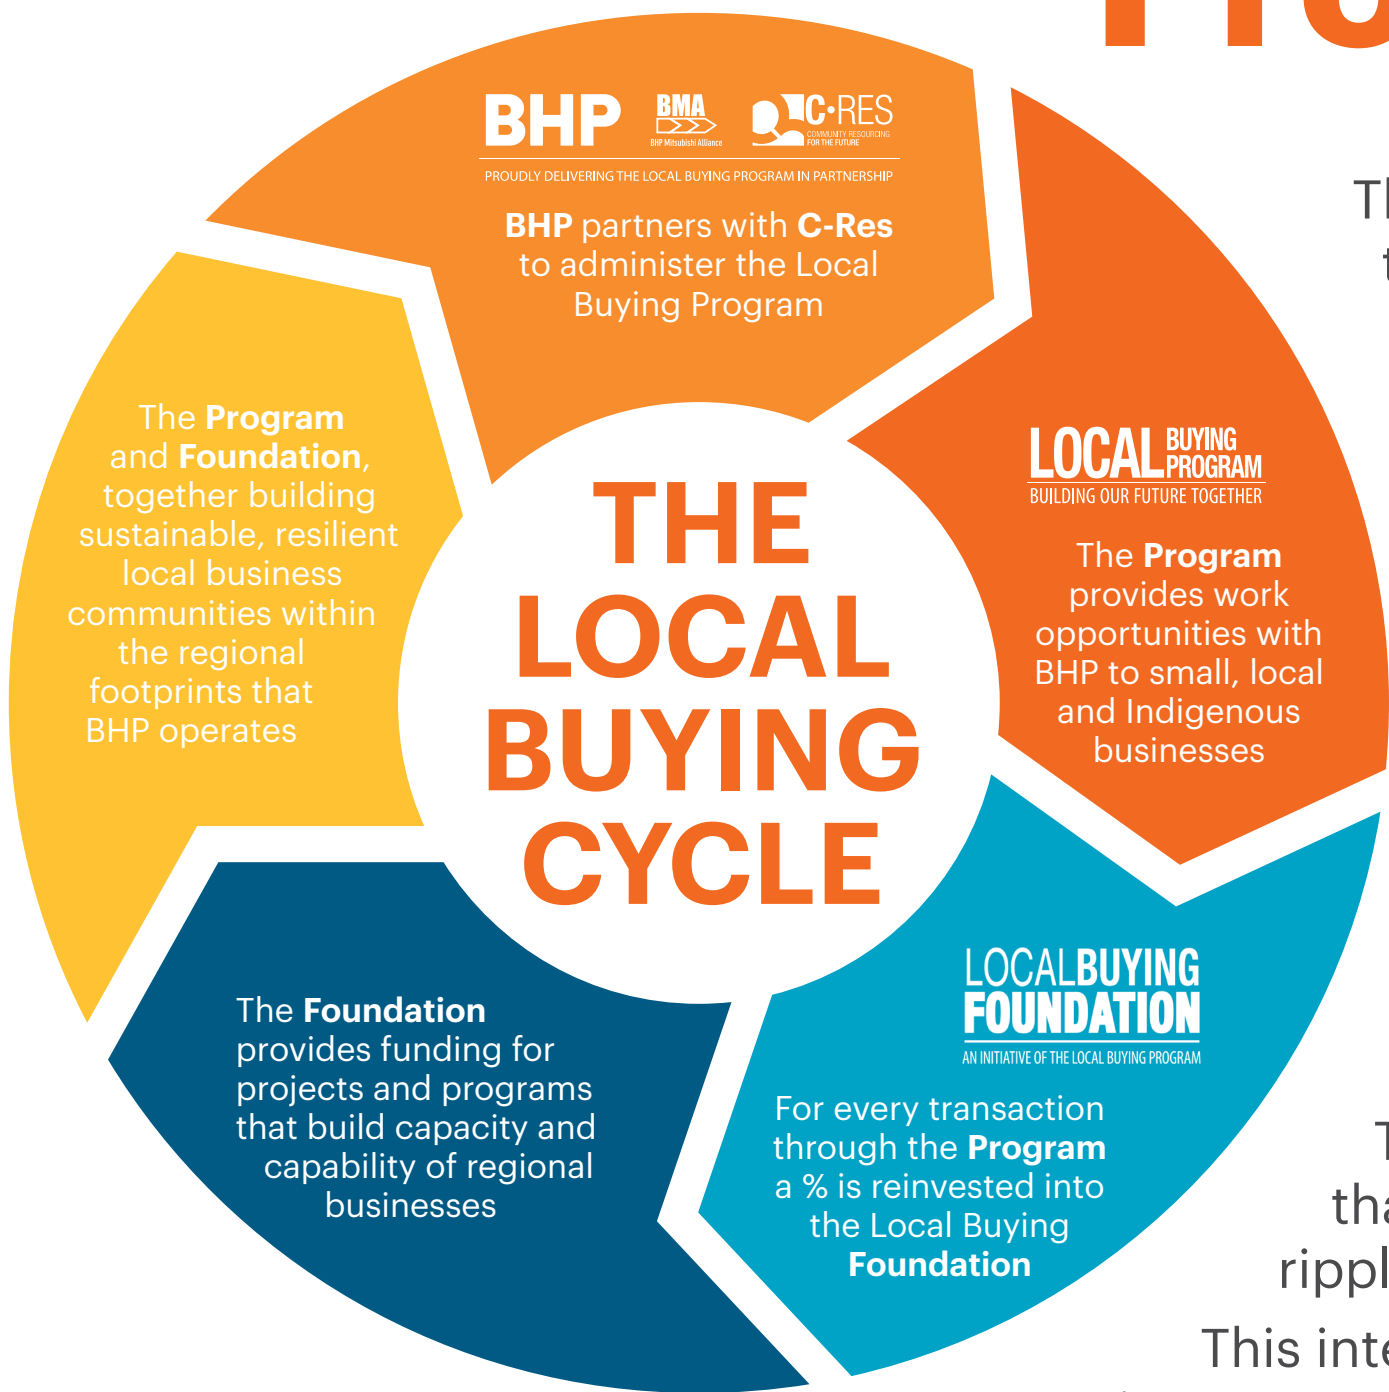 BHP
BMA
BHP Mitsubishi Alliance
C·RES
COMMUNITY RESOURCING
FOR THE FUTURE
PROUDLY DELIVERING THE LOCAL BUYING PROGRAM IN PARTNERSHIP
BHP partners with C-Res
to administer the Local
Buying Program
LOCAL BUYING
PROGRAM
BUILDING OUR FUTURE TOGETHER
The Program
provides work
opportunities with
BHP to small, local
and Indigenous
businesses
LOCALBUYING
FOUNDATION
AN INITIATIVE OF THE LOCAL BUYING PROGRAM
For every transaction
through the Program
a % is reinvested into
the Local Buying
Foundation
The Foundation
provides funding for
projects and programs
that build capacity and
capability of regional
businesses
The Program
and Foundation,
together building
sustainable, resilient
local business
communities within
the regional
footprints that
BHP operates
THE
LOCAL
BUYING
CYCLE
This